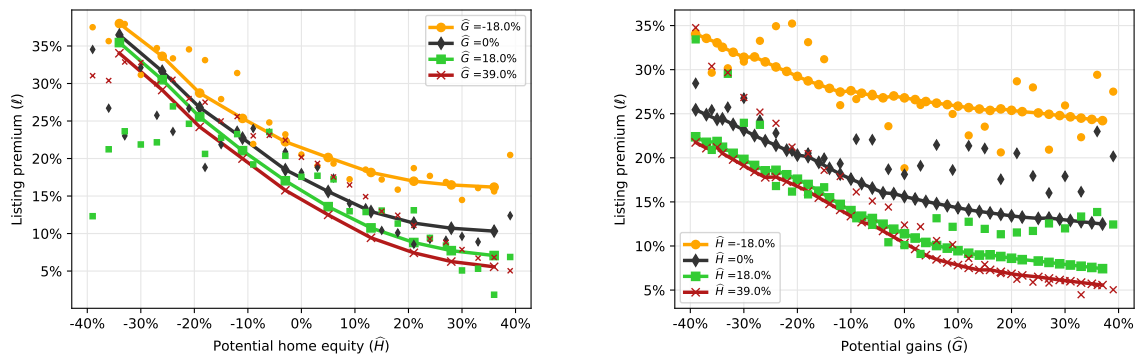 35%
30%
25%
20%
15%
10%
5%
Listing premium (ℓ)
-40% -30% -20% -10% 0% 10% 20% 30% 40%
Potential home equity (Ĥ)
Ĝ =-18.0%
Ĝ =0%
Ĝ =18.0%
Ĝ =39.0%
35%
30%
25%
20%
15%
10%
5%
Listing premium (ℓ)
Ĥ =-18.0%
Ĥ =0%
Ĥ =18.0%
Ĥ =39.0%
-40% -30% -20% -10% 0% 10% 20% 30% 40%
Potential gains (Ĝ)